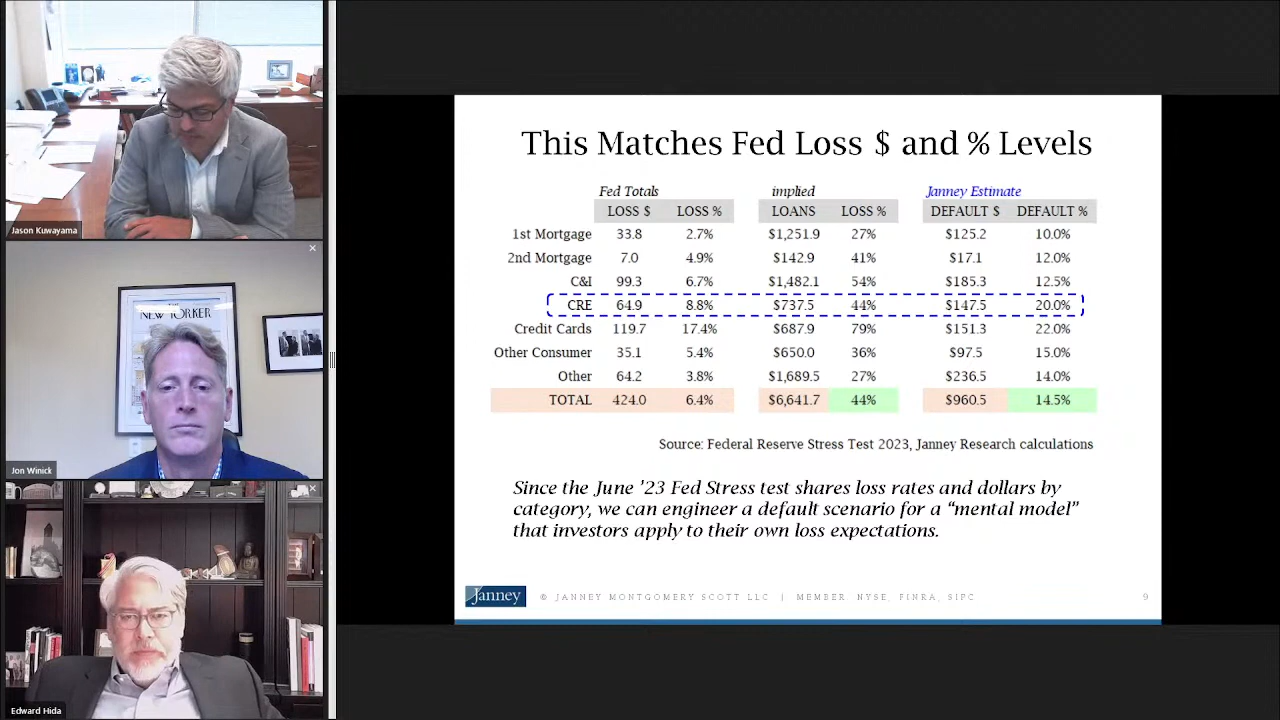 Jason Kuwayama
NEW YORKER
Jon Winick
Edward Hida
This Matches Fed Loss $ and % Levels
Fed Totals implied Janney Estimate
LOSS $ LOSS % LOANS LOSS % DEFAULT $ DEFAULT %
1st Mortgage 33.8 2.7% $1,251.9 27% $125.2 10.0%
2nd Mortgage 7.0 4.9% $142.9 41% $17.1 12.0%
C&I 99.3 6.7% $1,482.1 54% $185.3 12.5%
CRE 64.9 8.8% $737.5 44% $147.5 20.0%
Credit Cards 119.7 17.4% $687.9 79% $151.3 22.0%
Other Consumer 35.1 5.4% $650.0 36% $97.5 15.0%
Other 64.2 3.8% $1,689.5 27% $236.5 14.0%
TOTAL 424.0 6.4% $6,641.7 44% $960.5 14.5%
Source: Federal Reserve Stress Test 2023, Janney Research calculations
Since the June '23 Fed Stress test shares loss rates and dollars by
category, we can engineer a default scenario for a “mental model”
that investors apply to their own loss expectations.
Janney © JANNEY MONTGOMERY SCOTT LLC | MEMBER NYSE, FINRA, SIPC 9